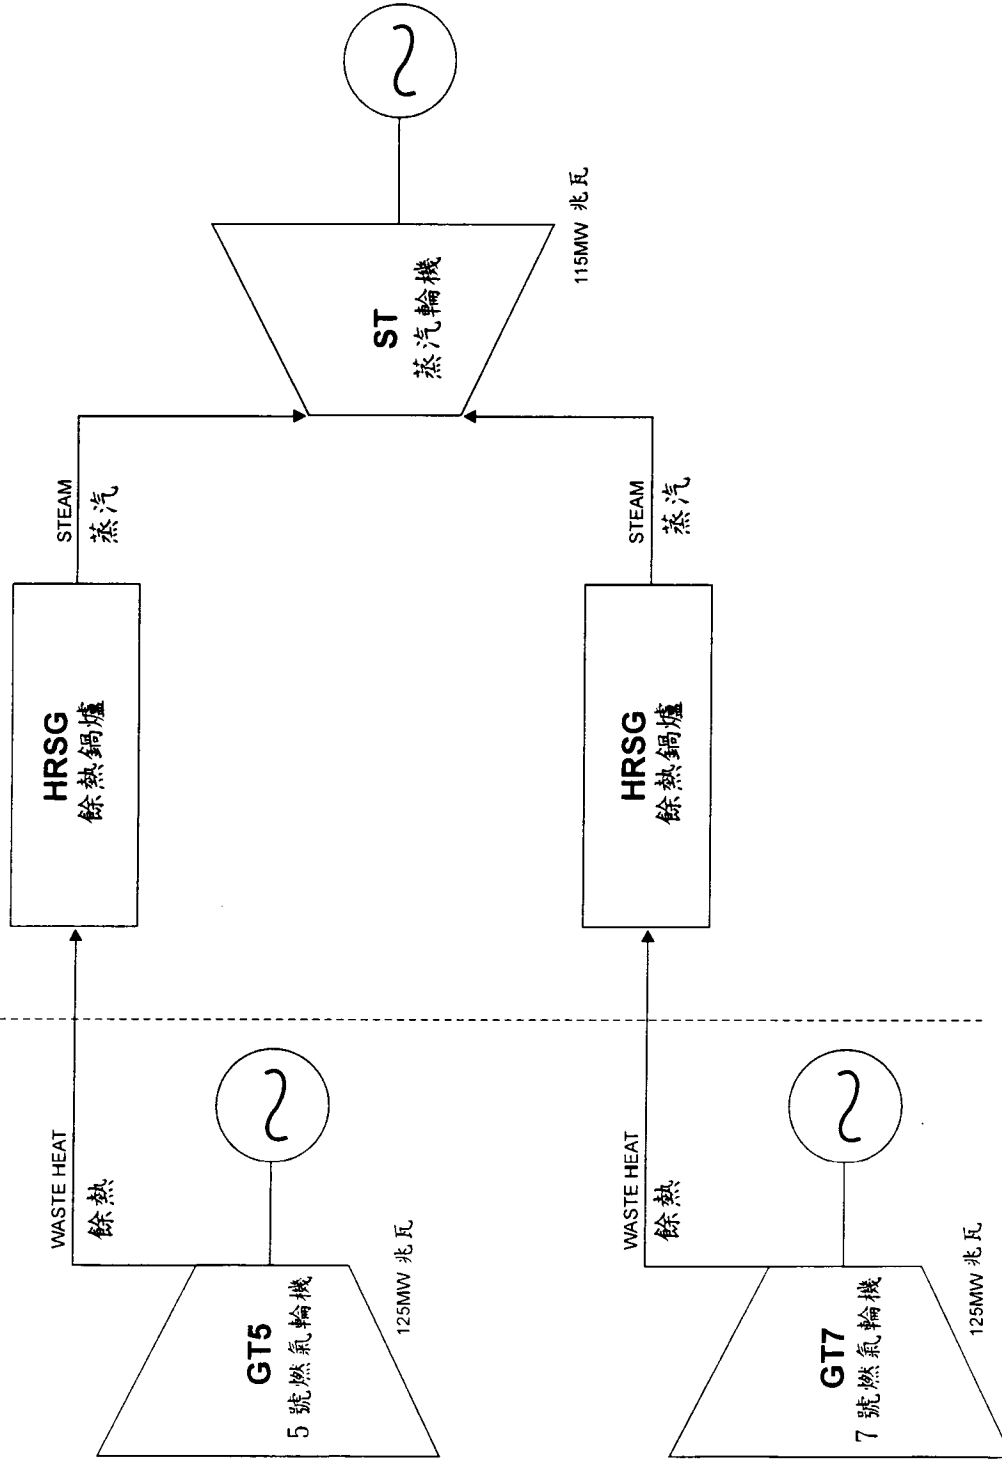 WASTE HEAT
餘熱
GT5
5 號燃氣輪機
125MW 兆瓦
HRSG
餘熱鍋爐
STEAM
蒸汽
ST
蒸汽輪機
115MW 兆瓦
WASTE HEAT
餘熱
GT7
7 號燃氣輪機
125MW 兆瓦
HRSG
餘熱鍋爐
STEAM
蒸汽